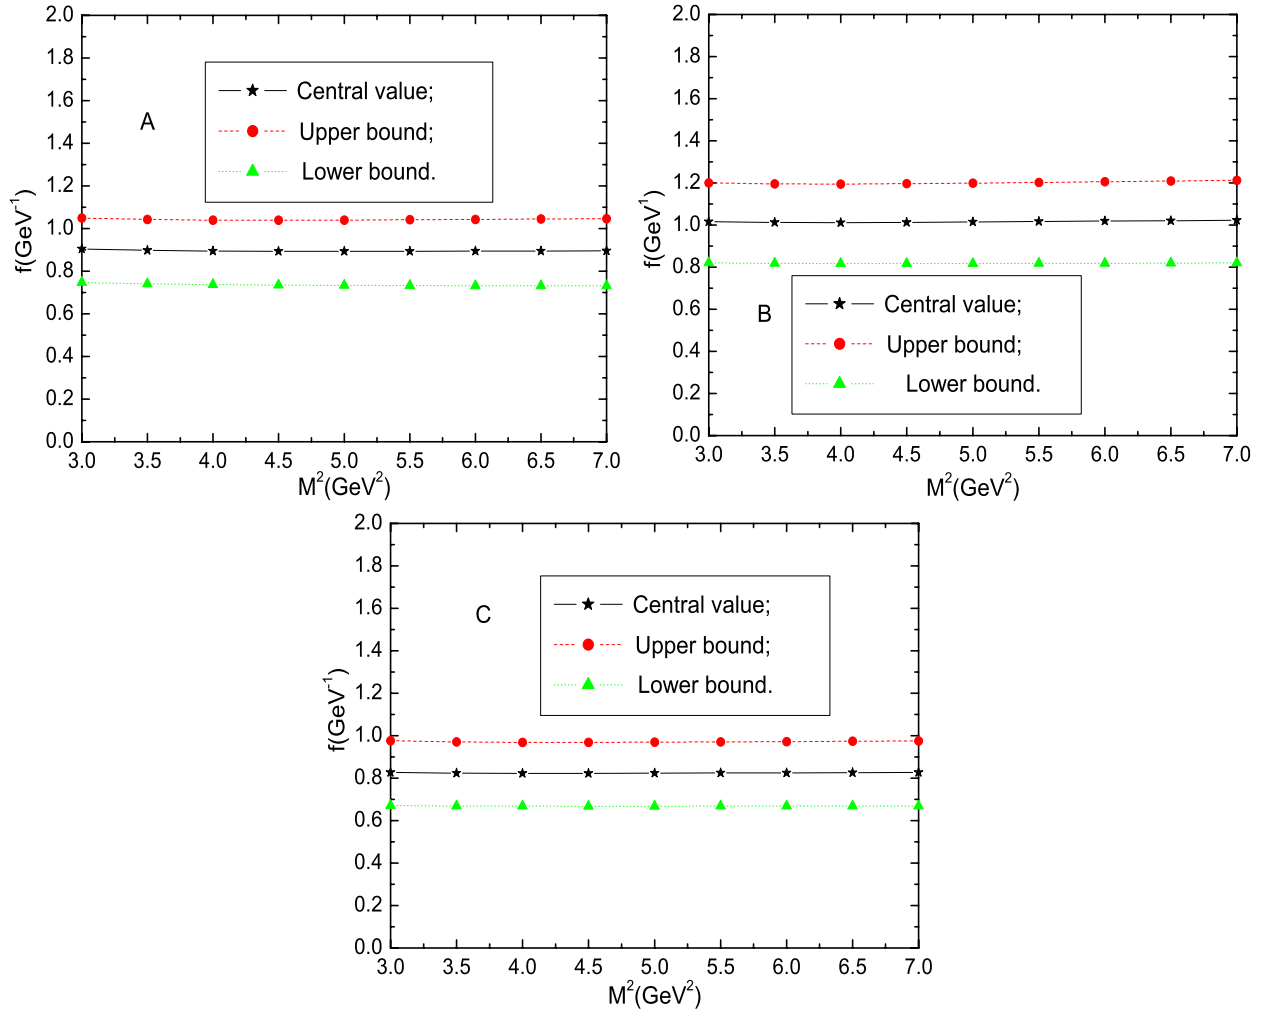 2.0
1.8
1.6
1.4
1.2
1.0
0.8
0.6
0.4
0.2
0.0
f(GeV⁻¹)
A
Central value;
Upper bound;
Lower bound.
3.0 3.5 4.0 4.5 5.0 5.5 6.0 6.5 7.0
M²(GeV²)
2.0
1.8
1.6
1.4
1.2
1.0
0.8
0.6
0.4
0.2
0.0
f(GeV¹)
B
Central value;
Upper bound;
Lower bound.
3.0 3.5 4.0 4.5 5.0 5.5 6.0 6.5 7.0
M²(GeV²)
2.0
1.8
1.6
1.4
1.2
1.0
0.8
0.6
0.4
0.2
0.0
f(GeV⁻¹)
C
Central value;
Upper bound;
Lower bound.
3.0 3.5 4.0 4.5 5.0 5.5 6.0 6.5 7.0
M²(GeV²)